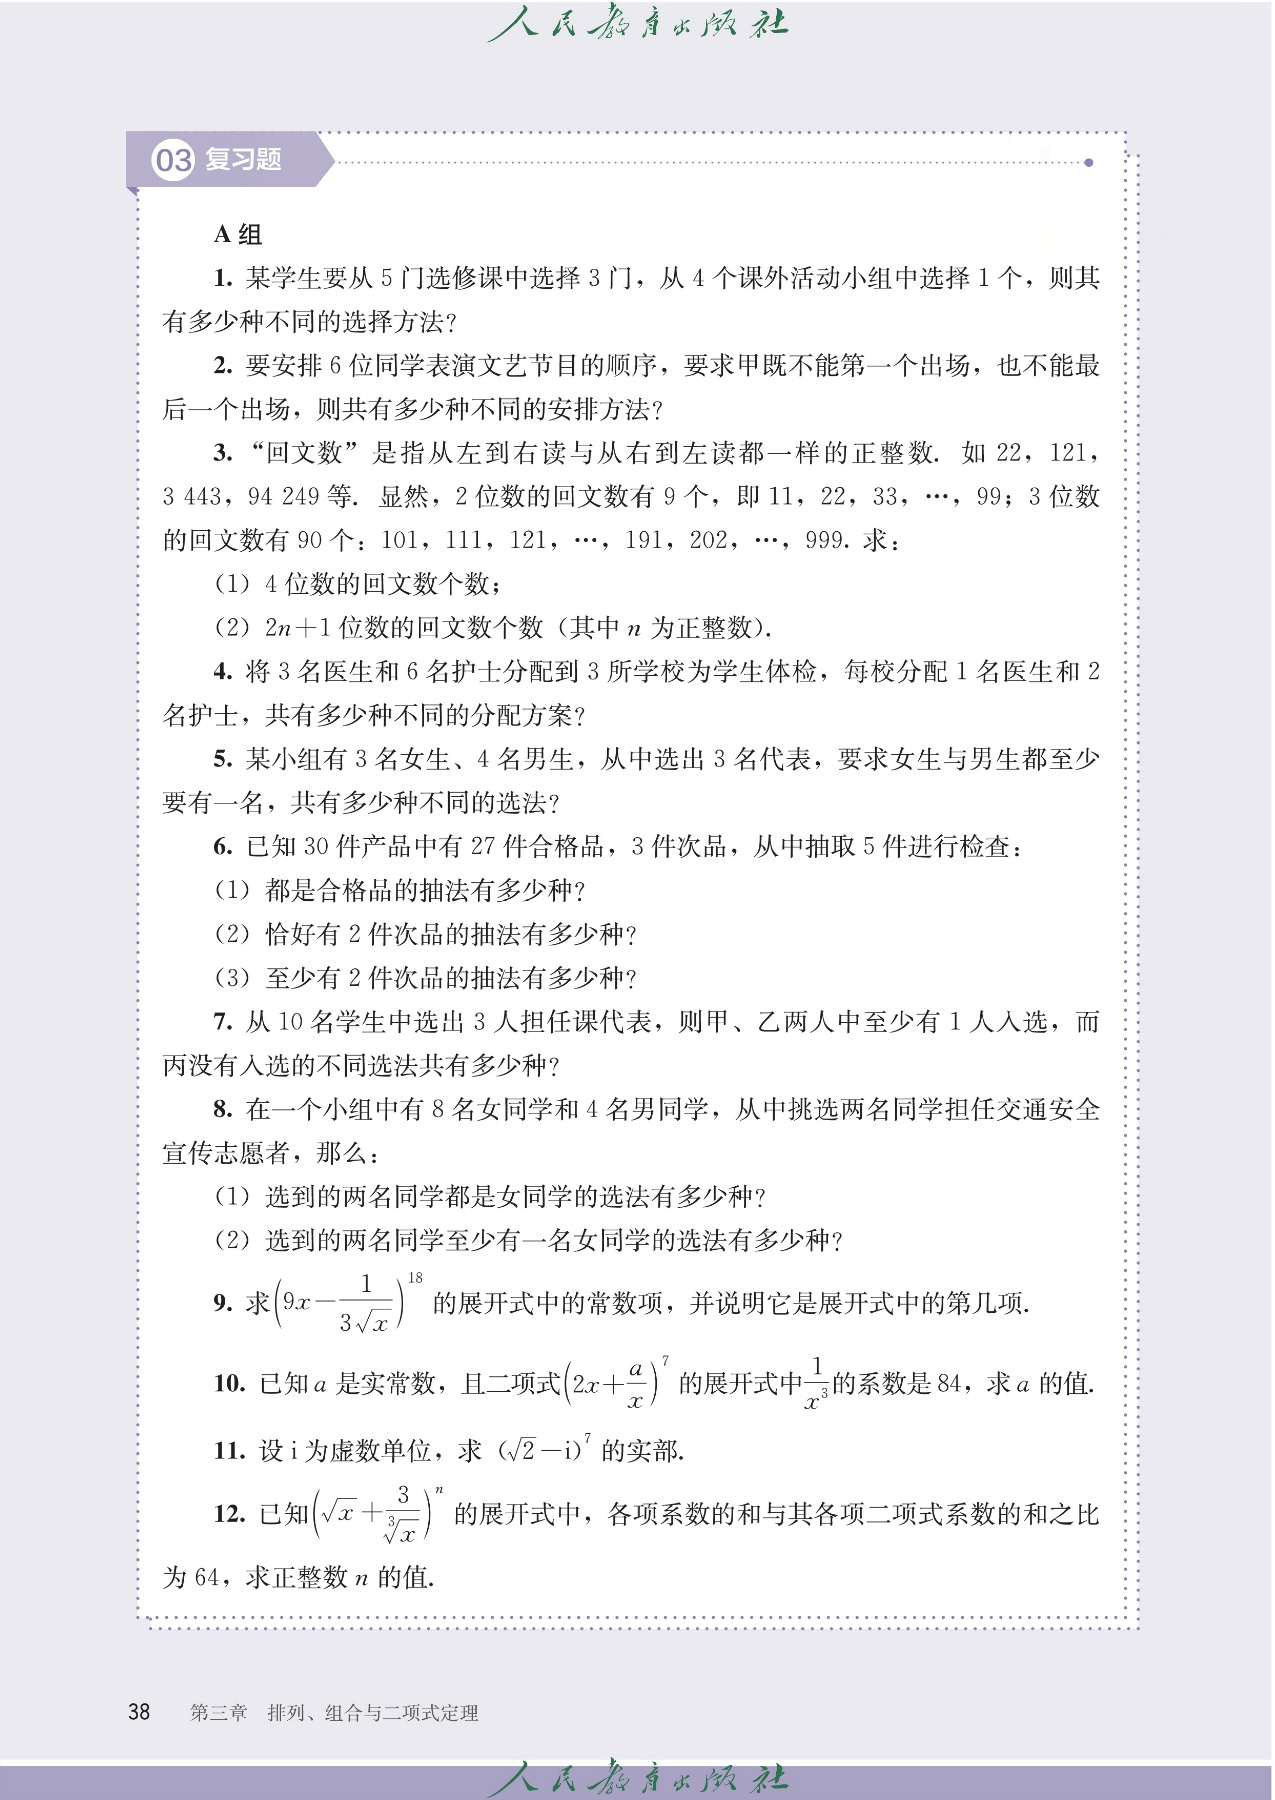 人民教育出版社
03 复习题
A 组
1. 某学生要从 5 门选修课中选择 3 门，从 4 个课外活动小组中选择 1 个，则其
有多少种不同的选择方法？
2. 要安排 6 位同学表演文艺节目的顺序，要求甲既不能第一个出场，也不能最
后一个出场，则共有多少种不同的安排方法？
3. “回文数”是指从左到右读与从右到左读都一样的正整数. 如 22，121，
3 443，94 249 等. 显然，2 位数的回文数有 9 个，即 11，22，33，…，99；3 位数
的回文数有 90 个：101，111，121，…，191，202，…，999. 求：
（1）4 位数的回文数个数；
（2）2n＋1 位数的回文数个数（其中 n 为正整数）.
4. 将 3 名医生和 6 名护士分配到 3 所学校为学生体检，每校分配 1 名医生和 2
名护士，共有多少种不同的分配方案？
5. 某小组有 3 名女生、4 名男生，从中选出 3 名代表，要求女生与男生都至少
要有一名，共有多少种不同的选法？
6. 已知 30 件产品中有 27 件合格品，3 件次品，从中抽取 5 件进行检查：
（1）都是合格品的抽法有多少种？
（2）恰好有 2 件次品的抽法有多少种？
（3）至少有 2 件次品的抽法有多少种？
7. 从 10 名学生中选出 3 人担任课代表，则甲、乙两人中至少有 1 人入选，而
丙没有入选的不同选法共有多少种？
8. 在一个小组中有 8 名女同学和 4 名男同学，从中挑选两名同学担任交通安全
宣传志愿者，那么：
（1）选到的两名同学都是女同学的选法有多少种？
（2）选到的两名同学至少有一名女同学的选法有多少种？
9. 求(9x－1/(3√x))^18 的展开式中的常数项，并说明它是展开式中的第几项.
10. 已知 a 是实常数，且二项式(2x＋a/x)^7 的展开式中 1/x^3 的系数是 84，求 a 的值.
11. 设 i 为虚数单位，求 (√2－i)^7 的实部.
12. 已知(√x＋3/∛x)^n 的展开式中，各项系数的和与其各项二项式系数的和之比
为 64，求正整数 n 的值.
38 第三章 排列、组合与二项式定理
人民教育出版社